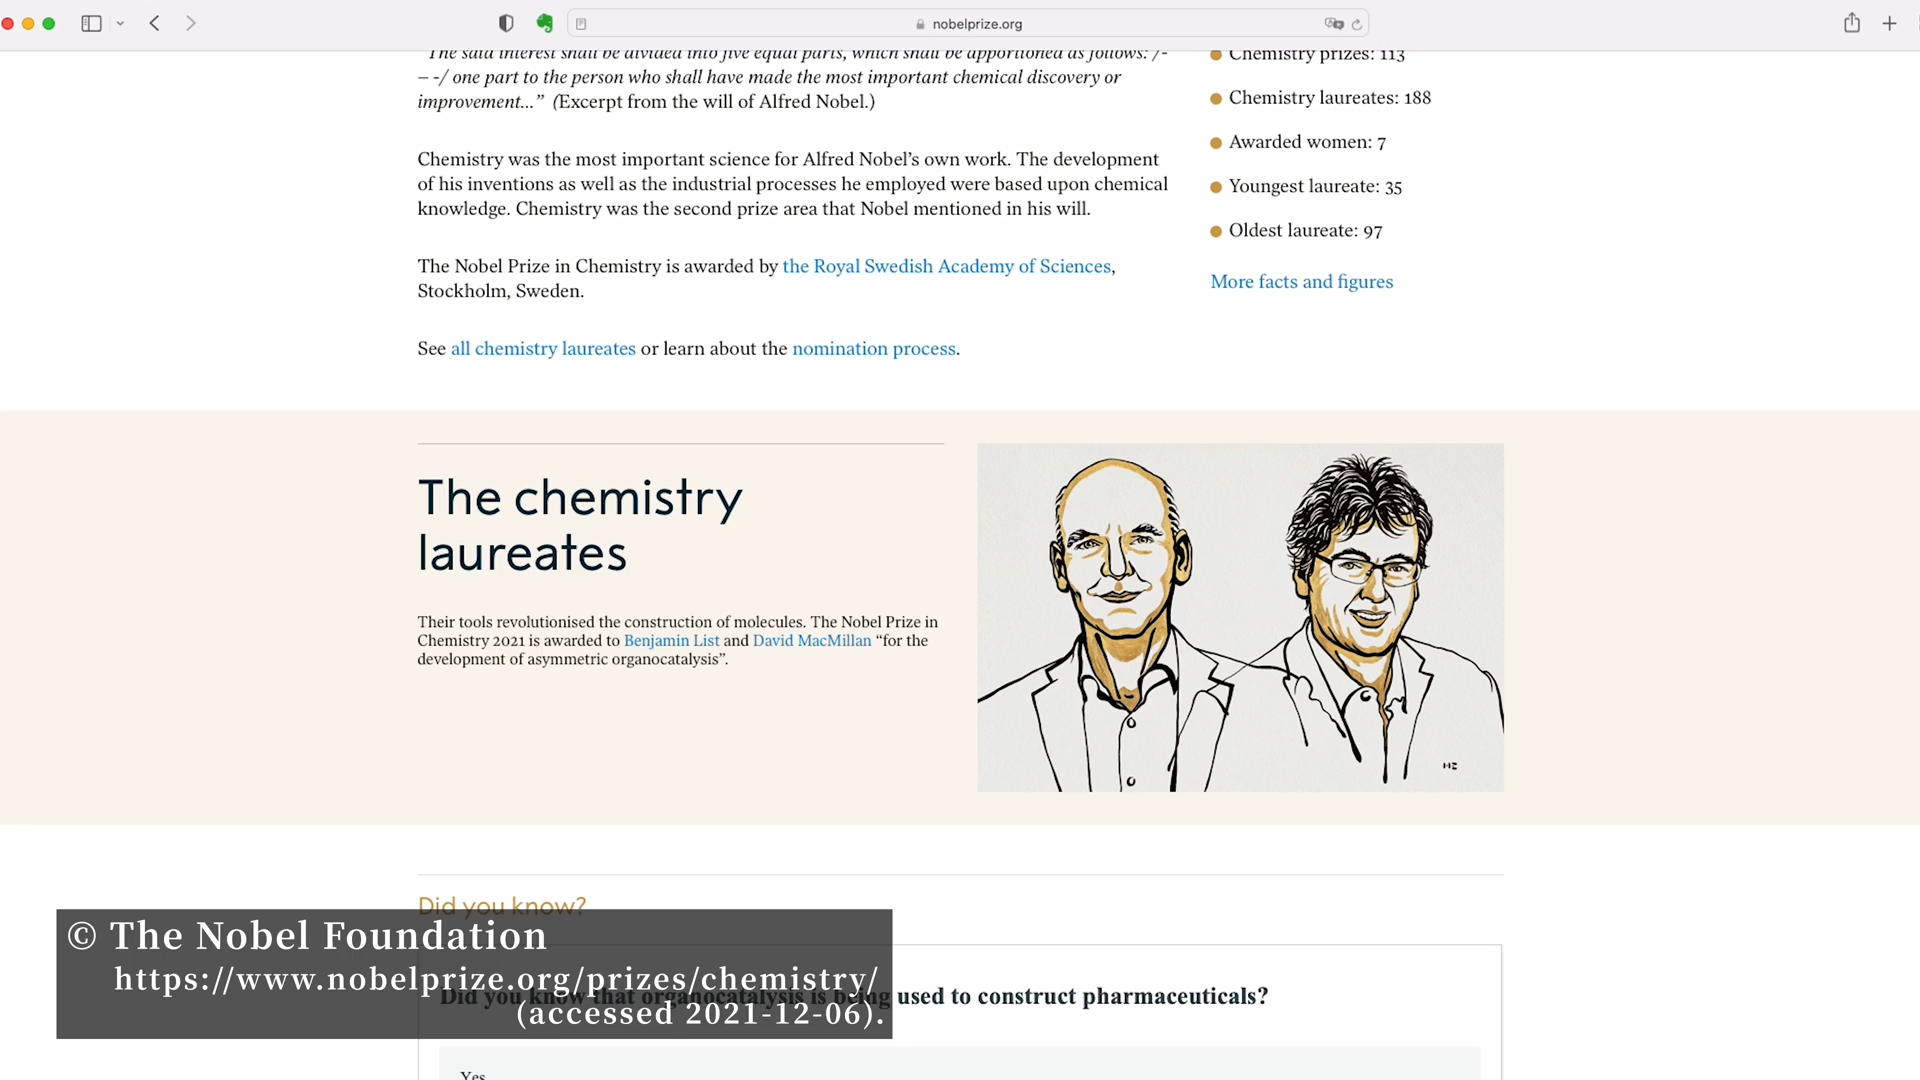 nobelprize.org
"The said interest shall be divided into five equal parts, which shall be apportioned as follows: /-
– -/ one part to the person who shall have made the most important chemical discovery or
improvement…” (Excerpt from the will of Alfred Nobel.)
Chemistry was the most important science for Alfred Nobel’s own work. The development
of his inventions as well as the industrial processes he employed were based upon chemical
knowledge. Chemistry was the second prize area that Nobel mentioned in his will.
The Nobel Prize in Chemistry is awarded by the Royal Swedish Academy of Sciences,
Stockholm, Sweden.
See all chemistry laureates or learn about the nomination process.
Chemistry prizes: 113
Chemistry laureates: 188
Awarded women: 7
Youngest laureate: 35
Oldest laureate: 97
More facts and figures
The chemistry
laureates
Their tools revolutionised the construction of molecules. The Nobel Prize in
Chemistry 2021 is awarded to Benjamin List and David MacMillan “for the
development of asymmetric organocatalysis”.
Did you know?
Did you know that organocatalysis is being used to construct pharmaceuticals?
Yes
© The Nobel Foundation
https://www.nobelprize.org/prizes/chemistry/
(accessed 2021-12-06).